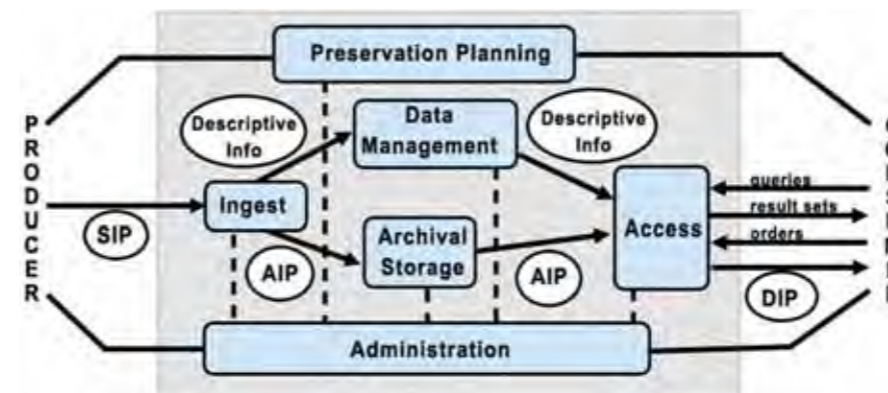 Preservation Planning
PRODUCER
Descriptive
Info
Data
Management
Descriptive
Info
Ingest
SIP
AIP
Archival
Storage
AIP
Access
queries
result sets
orders
DIP
Administration